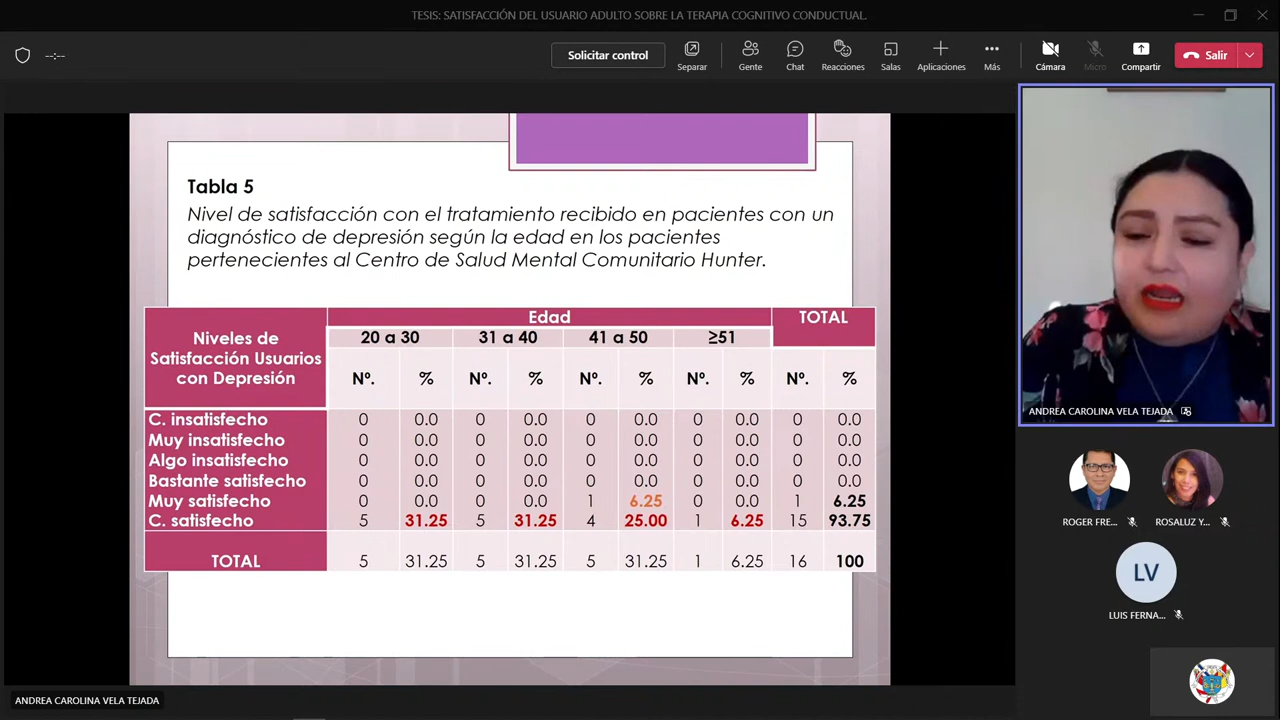 TESIS: SATISFACCIÓN DEL USUARIO ADULTO SOBRE LA TERAPIA COGNITIVO CONDUCTUAL.
--:--
Solicitar control
Separar
Gente
Chat
Reacciones
Salas
Aplicaciones
Más
Cámara
Micro
Compartir
Salir
Tabla 5
Nivel de satisfacción con el tratamiento recibido en pacientes con un
diagnóstico de depresión según la edad en los pacientes
pertenecientes al Centro de Salud Mental Comunitario Hunter.
Niveles de
Satisfacción Usuarios
con Depresión
Edad
TOTAL
20 a 30 31 a 40 41 a 50 ≥51
Nº. % Nº. % Nº. % Nº. % Nº. %
C. insatisfecho 0 0.0 0 0.0 0 0.0 0 0.0 0 0.0
Muy insatisfecho 0 0.0 0 0.0 0 0.0 0 0.0 0 0.0
Algo insatisfecho 0 0.0 0 0.0 0 0.0 0 0.0 0 0.0
Bastante satisfecho 0 0.0 0 0.0 0 0.0 0 0.0 0 0.0
Muy satisfecho 0 0.0 0 0.0 1 6.25 0 0.0 1 6.25
C. satisfecho 5 31.25 5 31.25 4 25.00 1 6.25 15 93.75
TOTAL 5 31.25 5 31.25 5 31.25 1 6.25 16 100
ANDREA CAROLINA VELA TEJADA
ROGER FRE...
ROSALUZ Y...
LV
LUIS FERNA...
ANDREA CAROLINA VELA TEJADA